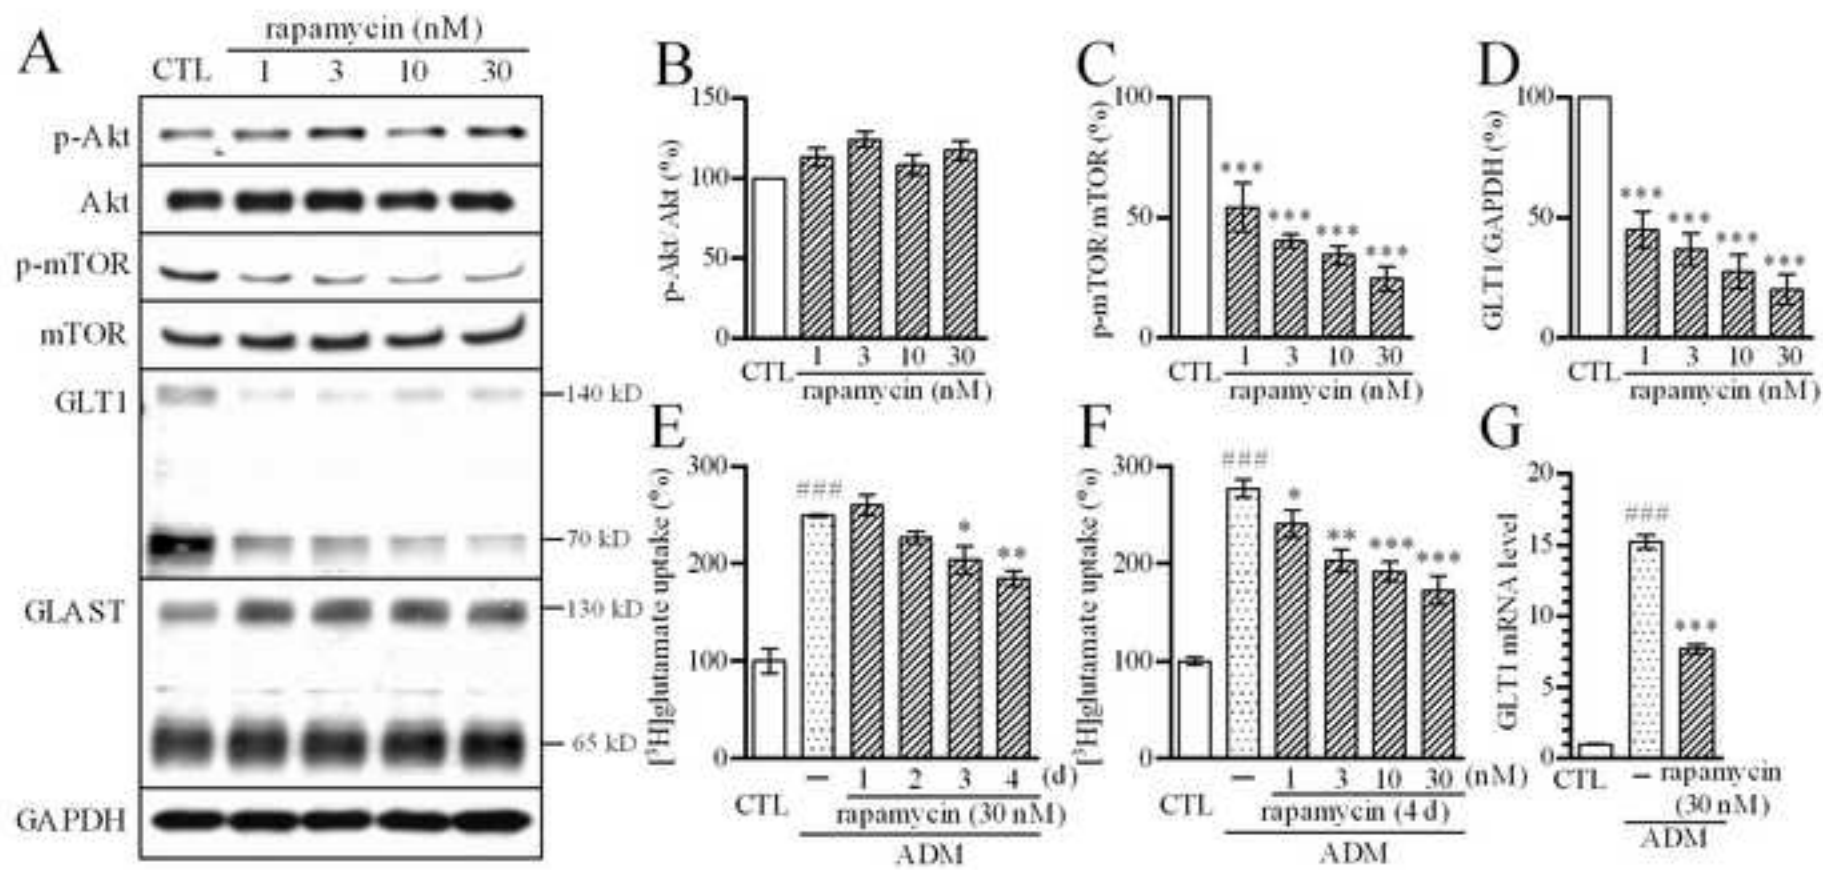 A
rapamycin (nM)
CTL 1 3 10 30
p-Akt
Akt
p-mTOR
mTOR
GLT1
140 kD
70 kD
GLAST
130 kD
65 kD
GAPDH
B
p-Akt/Akt (%)
150
100
50
0
CTL 1 3 10 30
rapamycin (nM)
C
p-mTOR/mTOR (%)
100
50
0
*** *** *** ***
CTL 1 3 10 30
rapamycin (nM)
D
GLT1/GAPDH (%)
100
50
0
*** *** *** ***
CTL 1 3 10 30
rapamycin (nM)
E
[³H]glutamate uptake (%)
300
200
100
0
### * **
CTL – 1 2 3 4 (d)
rapamycin (30 nM)
ADM
F
[³H]glutamate uptake (%)
300
200
100
0
### * ** *** ***
CTL – 1 3 10 30 (nM)
rapamycin (4 d)
ADM
G
GLT1 mRNA level
20
15
10
5
0
### ***
CTL – rapamycin
(30 nM)
ADM